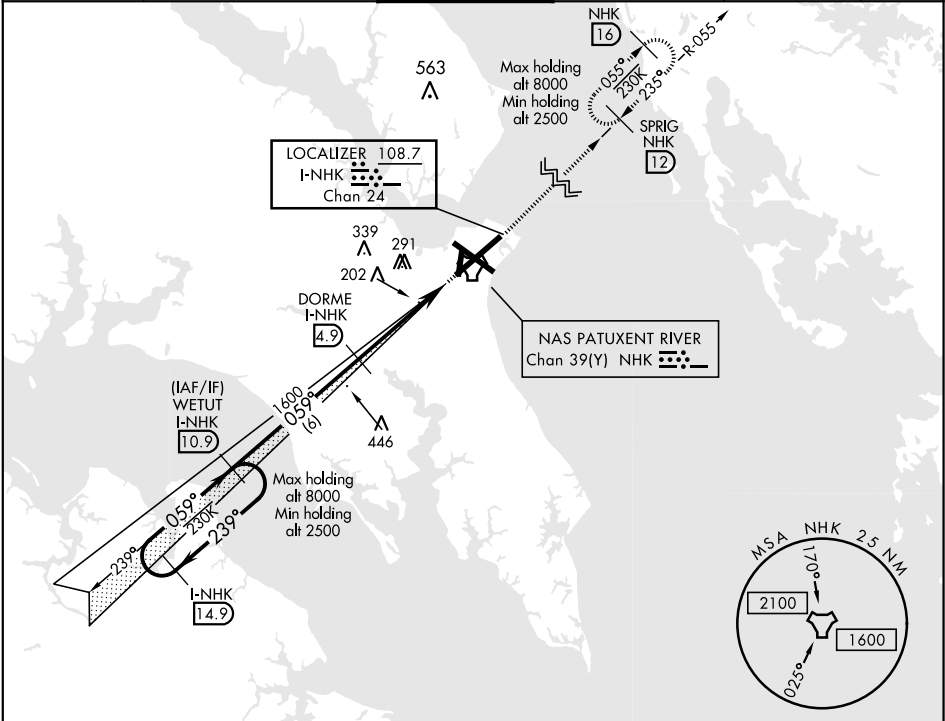 NHK
16
R-055
055°
230K
235°
Max holding
alt 8000
Min holding
alt 2500
563
SPRIG
NHK
12
LOCALIZER 108.7
I-NHK
Chan 24
339
291
202
DORME
I-NHK
4.9
NAS PATUXENT RIVER
Chan 39(Y) NHK
(IAF/IF)
WETUT
I-NHK
10.9
1600
059°
(6)
446
Max holding
alt 8000
Min holding
alt 2500
059°
230K
239°
239°
I-NHK
14.9
MSA NHK 25 NM
170°
2100
1600
025°